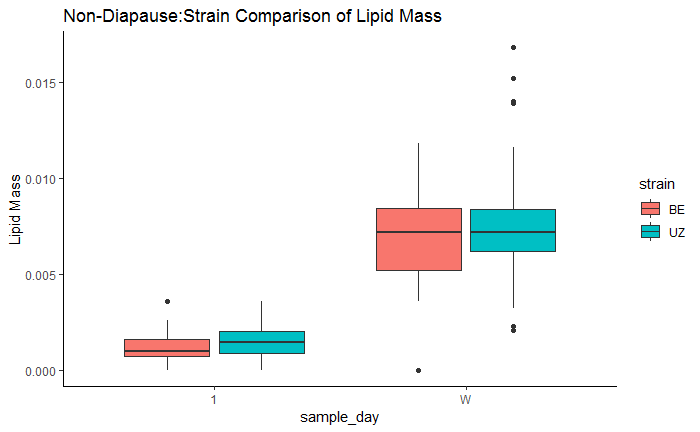 Non-Diapause:Strain Comparison of Lipid Mass
Lipid Mass
0.015
0.010
0.005
0.000
1
W
sample_day
strain
BE
UZ